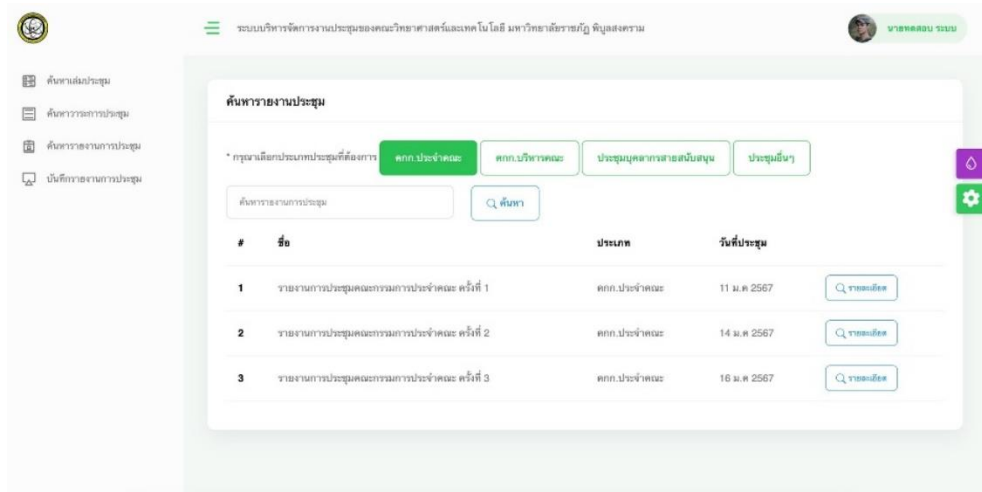 ระบบบริหารจัดการงานประชุมของคณะวิทยาศาสตร์และเทคโนโลยี มหาวิทยาลัยราชภัฏ พิบูลสงคราม
นายทดสอบ ระบบ
ค้นหาเล่มประชุม
ค้นหาวาระการประชุม
ค้นหารายงานการประชุม
บันทึกรายงานการประชุม
ค้นหารายงานประชุม
* กรุณาเลือกประเภทประชุมที่ต้องการ คกก.ประจำคณะ คกก.บริหารคณะ ประชุมบุคลากรสายสนับสนุน ประชุมอื่นๆ
ค้นหารายงานการประชุม ค้นหา
# ชื่อ ประเภท วันที่ประชุม
1 รายงานการประชุมคณะกรรมการประจำคณะ ครั้งที่ 1 คกก.ประจำคณะ 11 ม.ค 2567 รายละเอียด
2 รายงานการประชุมคณะกรรมการประจำคณะ ครั้งที่ 2 คกก.ประจำคณะ 14 ม.ค 2567 รายละเอียด
3 รายงานการประชุมคณะกรรมการประจำคณะ ครั้งที่ 3 คกก.ประจำคณะ 16 ม.ค 2567 รายละเอียด